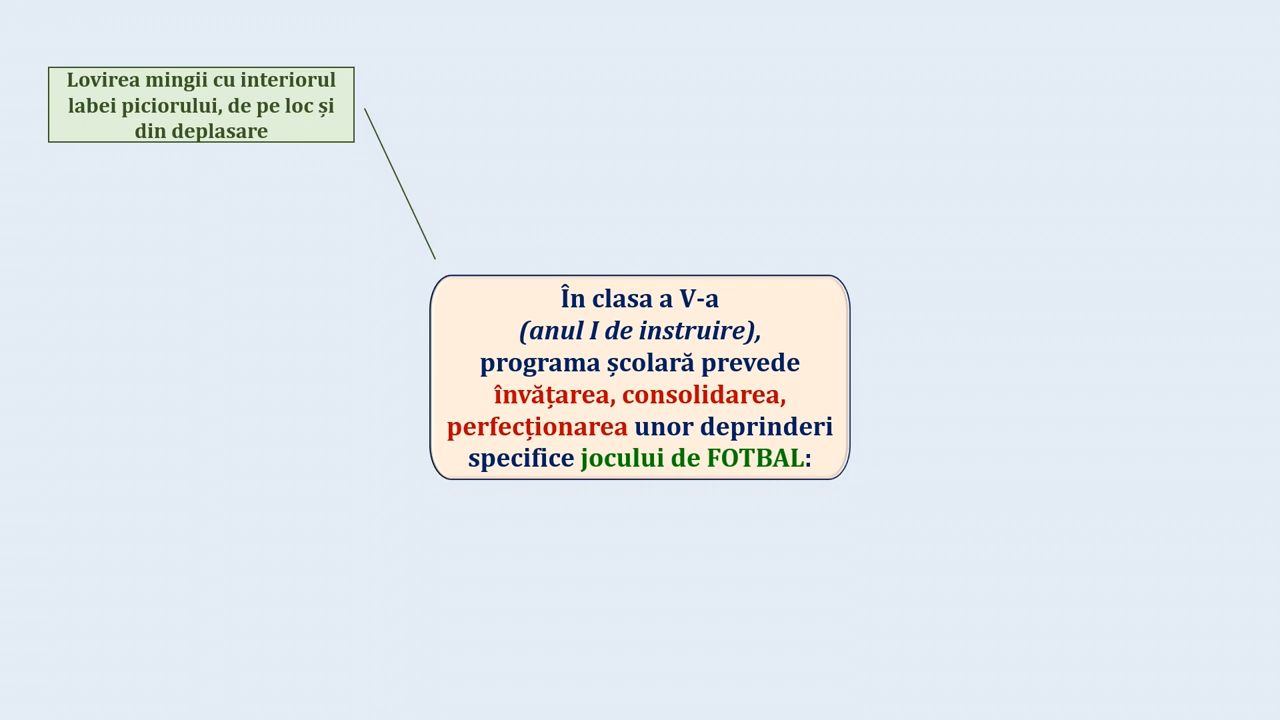 Lovirea mingii cu interiorul
labei piciorului, de pe loc și
din deplasare
În clasa a V-a
(anul I de instruire),
programa școlară prevede
învățarea, consolidarea,
perfecționarea unor deprinderi
specifice jocului de FOTBAL: